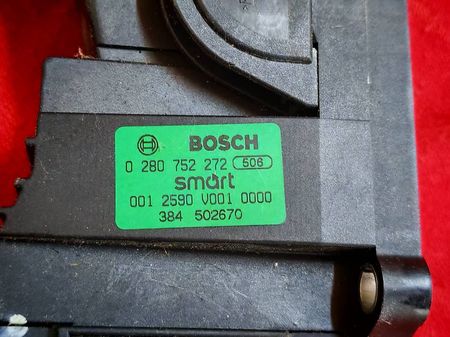 BOSCH
0 280 752 272 506
smart
001 2590 V001 0000
384 502670